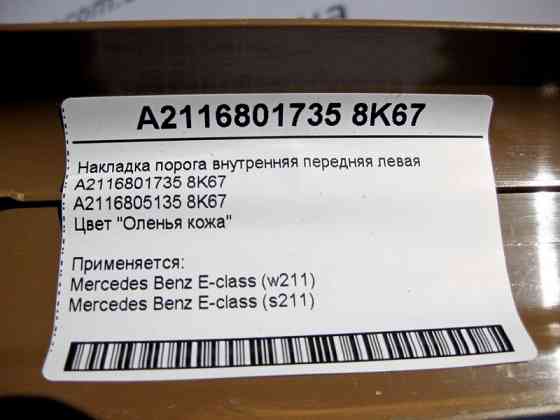 A2116801735 8K67
Накладка порога внутренняя передняя левая
A2116801735 8K67
A2116805135 8K67
Цвет "Оленья кожа"
Применяется:
Mercedes Benz E-class (w211)
Mercedes Benz E-class (s211)